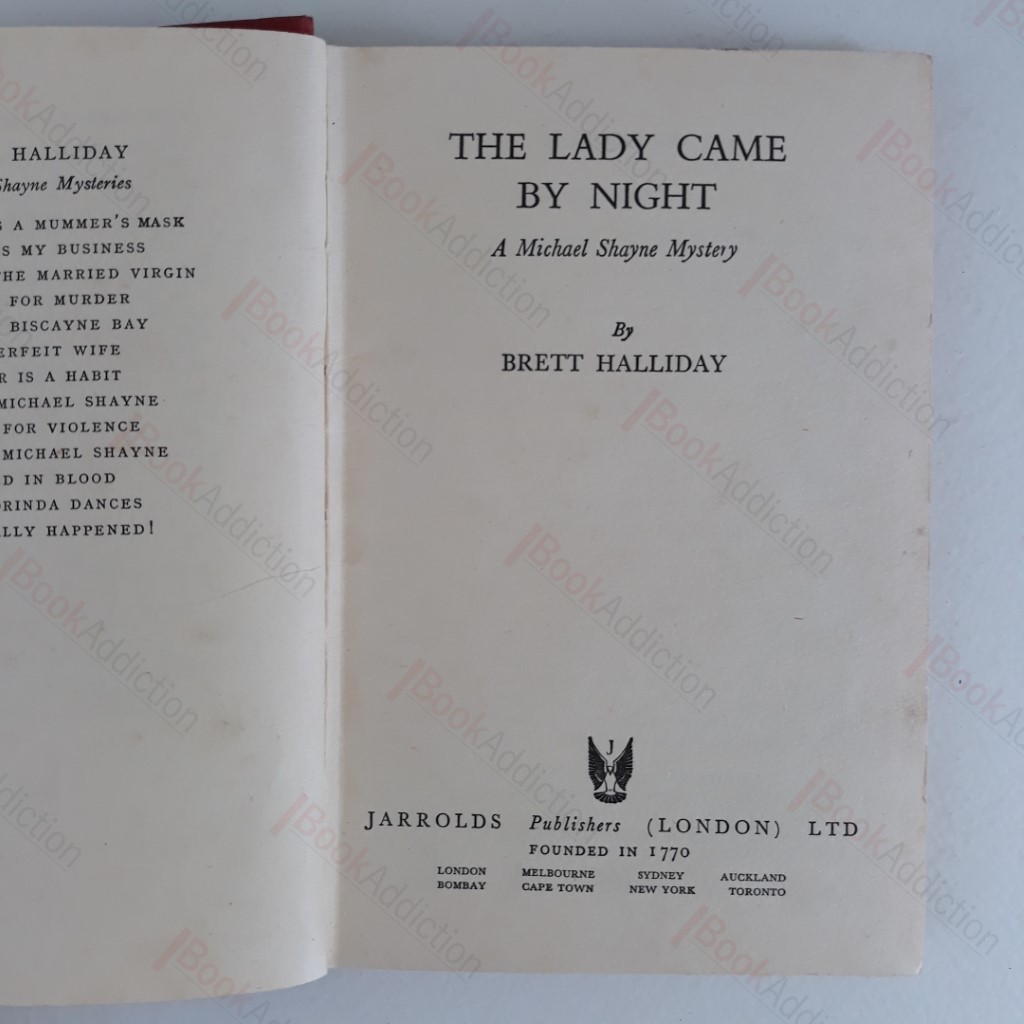 HALLIDAY
Shayne Mysteries
A MUMMER'S MASK
S MY BUSINESS
THE MARRIED VIRGIN
FOR MURDER
BISCAYNE BAY
ERFEIT WIFE
R IS A HABIT
MICHAEL SHAYNE
FOR VIOLENCE
MICHAEL SHAYNE
D IN BLOOD
ORINDA DANCES
LLY HAPPENED!
THE LADY CAME
BY NIGHT
A Michael Shayne Mystery
By
BRETT HALLIDAY
J
JARROLDS Publishers (LONDON) LTD
FOUNDED IN 1770
LONDON MELBOURNE SYDNEY AUCKLAND
BOMBAY CAPE TOWN NEW YORK TORONTO
BookAddiction